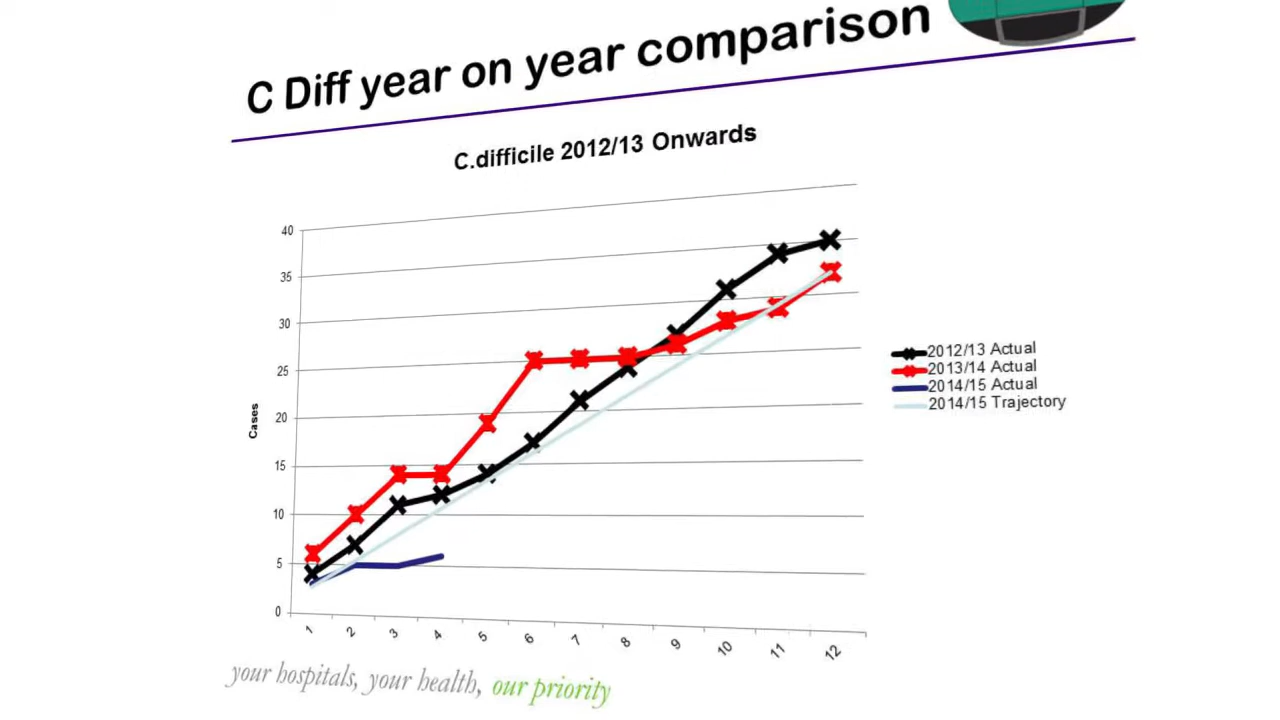 C Diff year on year comparison
C.difficile 2012/13 Onwards
40
35
30
25
20
15
10
5
0
Cases
1 2 3 4 5 6 7 8 9 10 11 12
2012/13 Actual
2013/14 Actual
2014/15 Actual
2014/15 Trajectory
your hospitals, your health, our priority